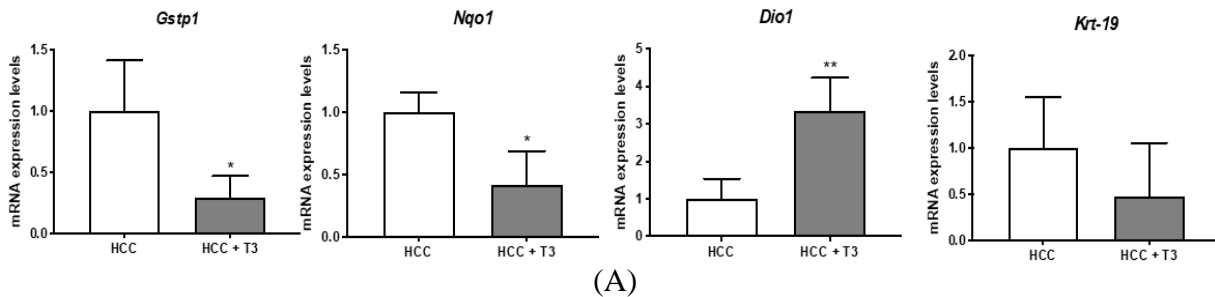 Gstp1
mRNA expression levels
1.5
1.0
0.5
0.0
*
HCC
HCC + T3
Nqo1
mRNA expression levels
1.5
1.0
0.5
0.0
*
HCC
HCC + T3
Dio1
mRNA expression levels
5
4
3
2
1
0
**
HCC
HCC + T3
Krt-19
mRNA expression levels
2.0
1.5
1.0
0.5
0.0
HCC
HCC + T3
(A)